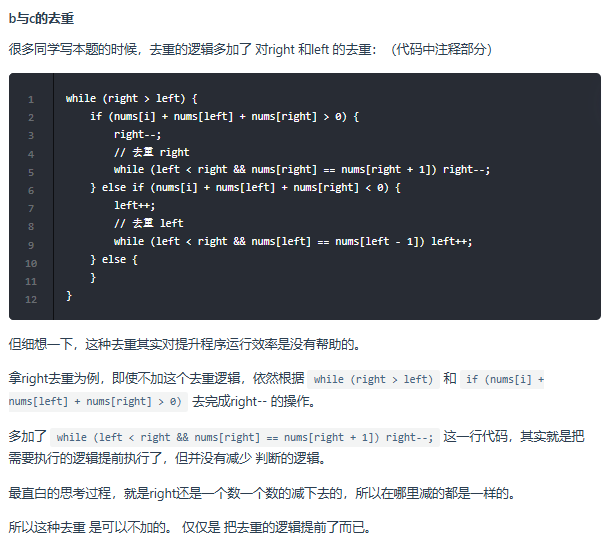 b与c的去重
很多同学写本题的时候，去重的逻辑多加了 对right 和left 的去重：（代码中注释部分）
1 while (right > left) {
2     if (nums[i] + nums[left] + nums[right] > 0) {
3         right--;
4         // 去重 right
5         while (left < right && nums[right] == nums[right + 1]) right--;
6     } else if (nums[i] + nums[left] + nums[right] < 0) {
7         left++;
8         // 去重 left
9         while (left < right && nums[left] == nums[left - 1]) left++;
10     } else {
11     }
12 }
但细想一下，这种去重其实对提升程序运行效率是没有帮助的。
拿right去重为例，即使不加这个去重逻辑，依然根据 while (right > left) 和 if (nums[i] +
nums[left] + nums[right] > 0) 去完成right-- 的操作。
多加了 while (left < right && nums[right] == nums[right + 1]) right--; 这一行代码，其实就是把
需要执行的逻辑提前执行了，但并没有减少 判断的逻辑。
最直白的思考过程，就是right还是一个数一个数的减下去的，所以在哪里减的都是一样的。
所以这种去重 是可以不加的。 仅仅是 把去重的逻辑提前了而已。